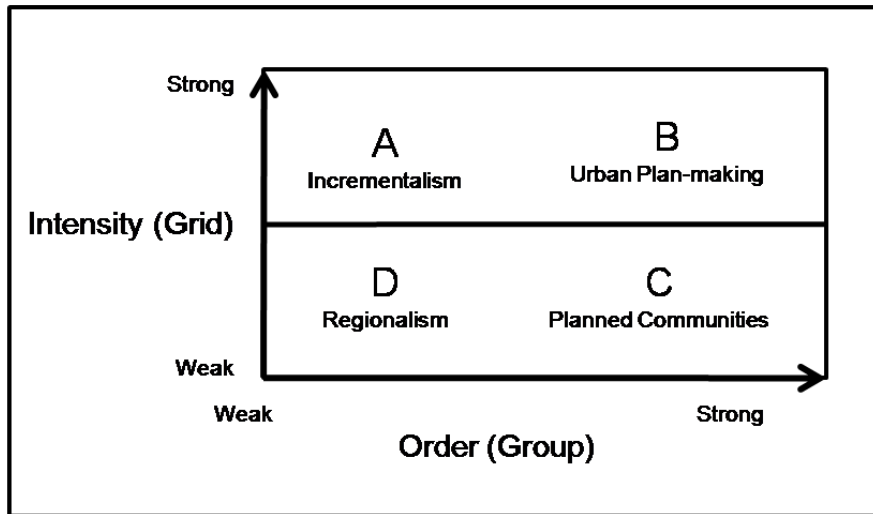 Strong
A
B
Incrementalism
Urban Plan-making
Intensity (Grid)
D
C
Regionalism
Planned Communities
Weak
Weak
Strong
Order (Group)